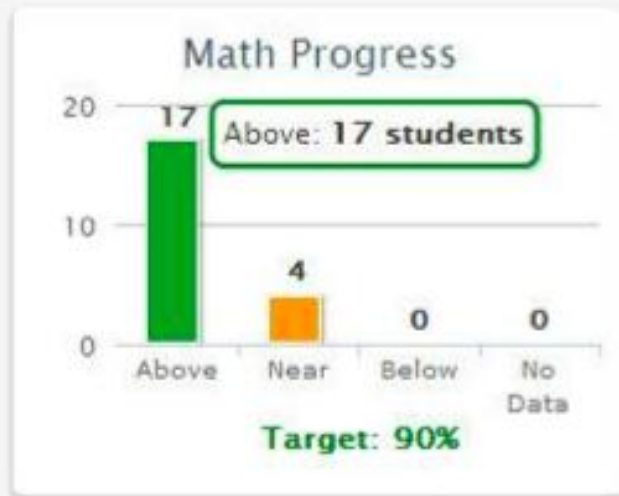 Math Progress
20
17
Above: 17 students
10
4
0
0
0
Above
Near
Below
No
Data
Target: 90%